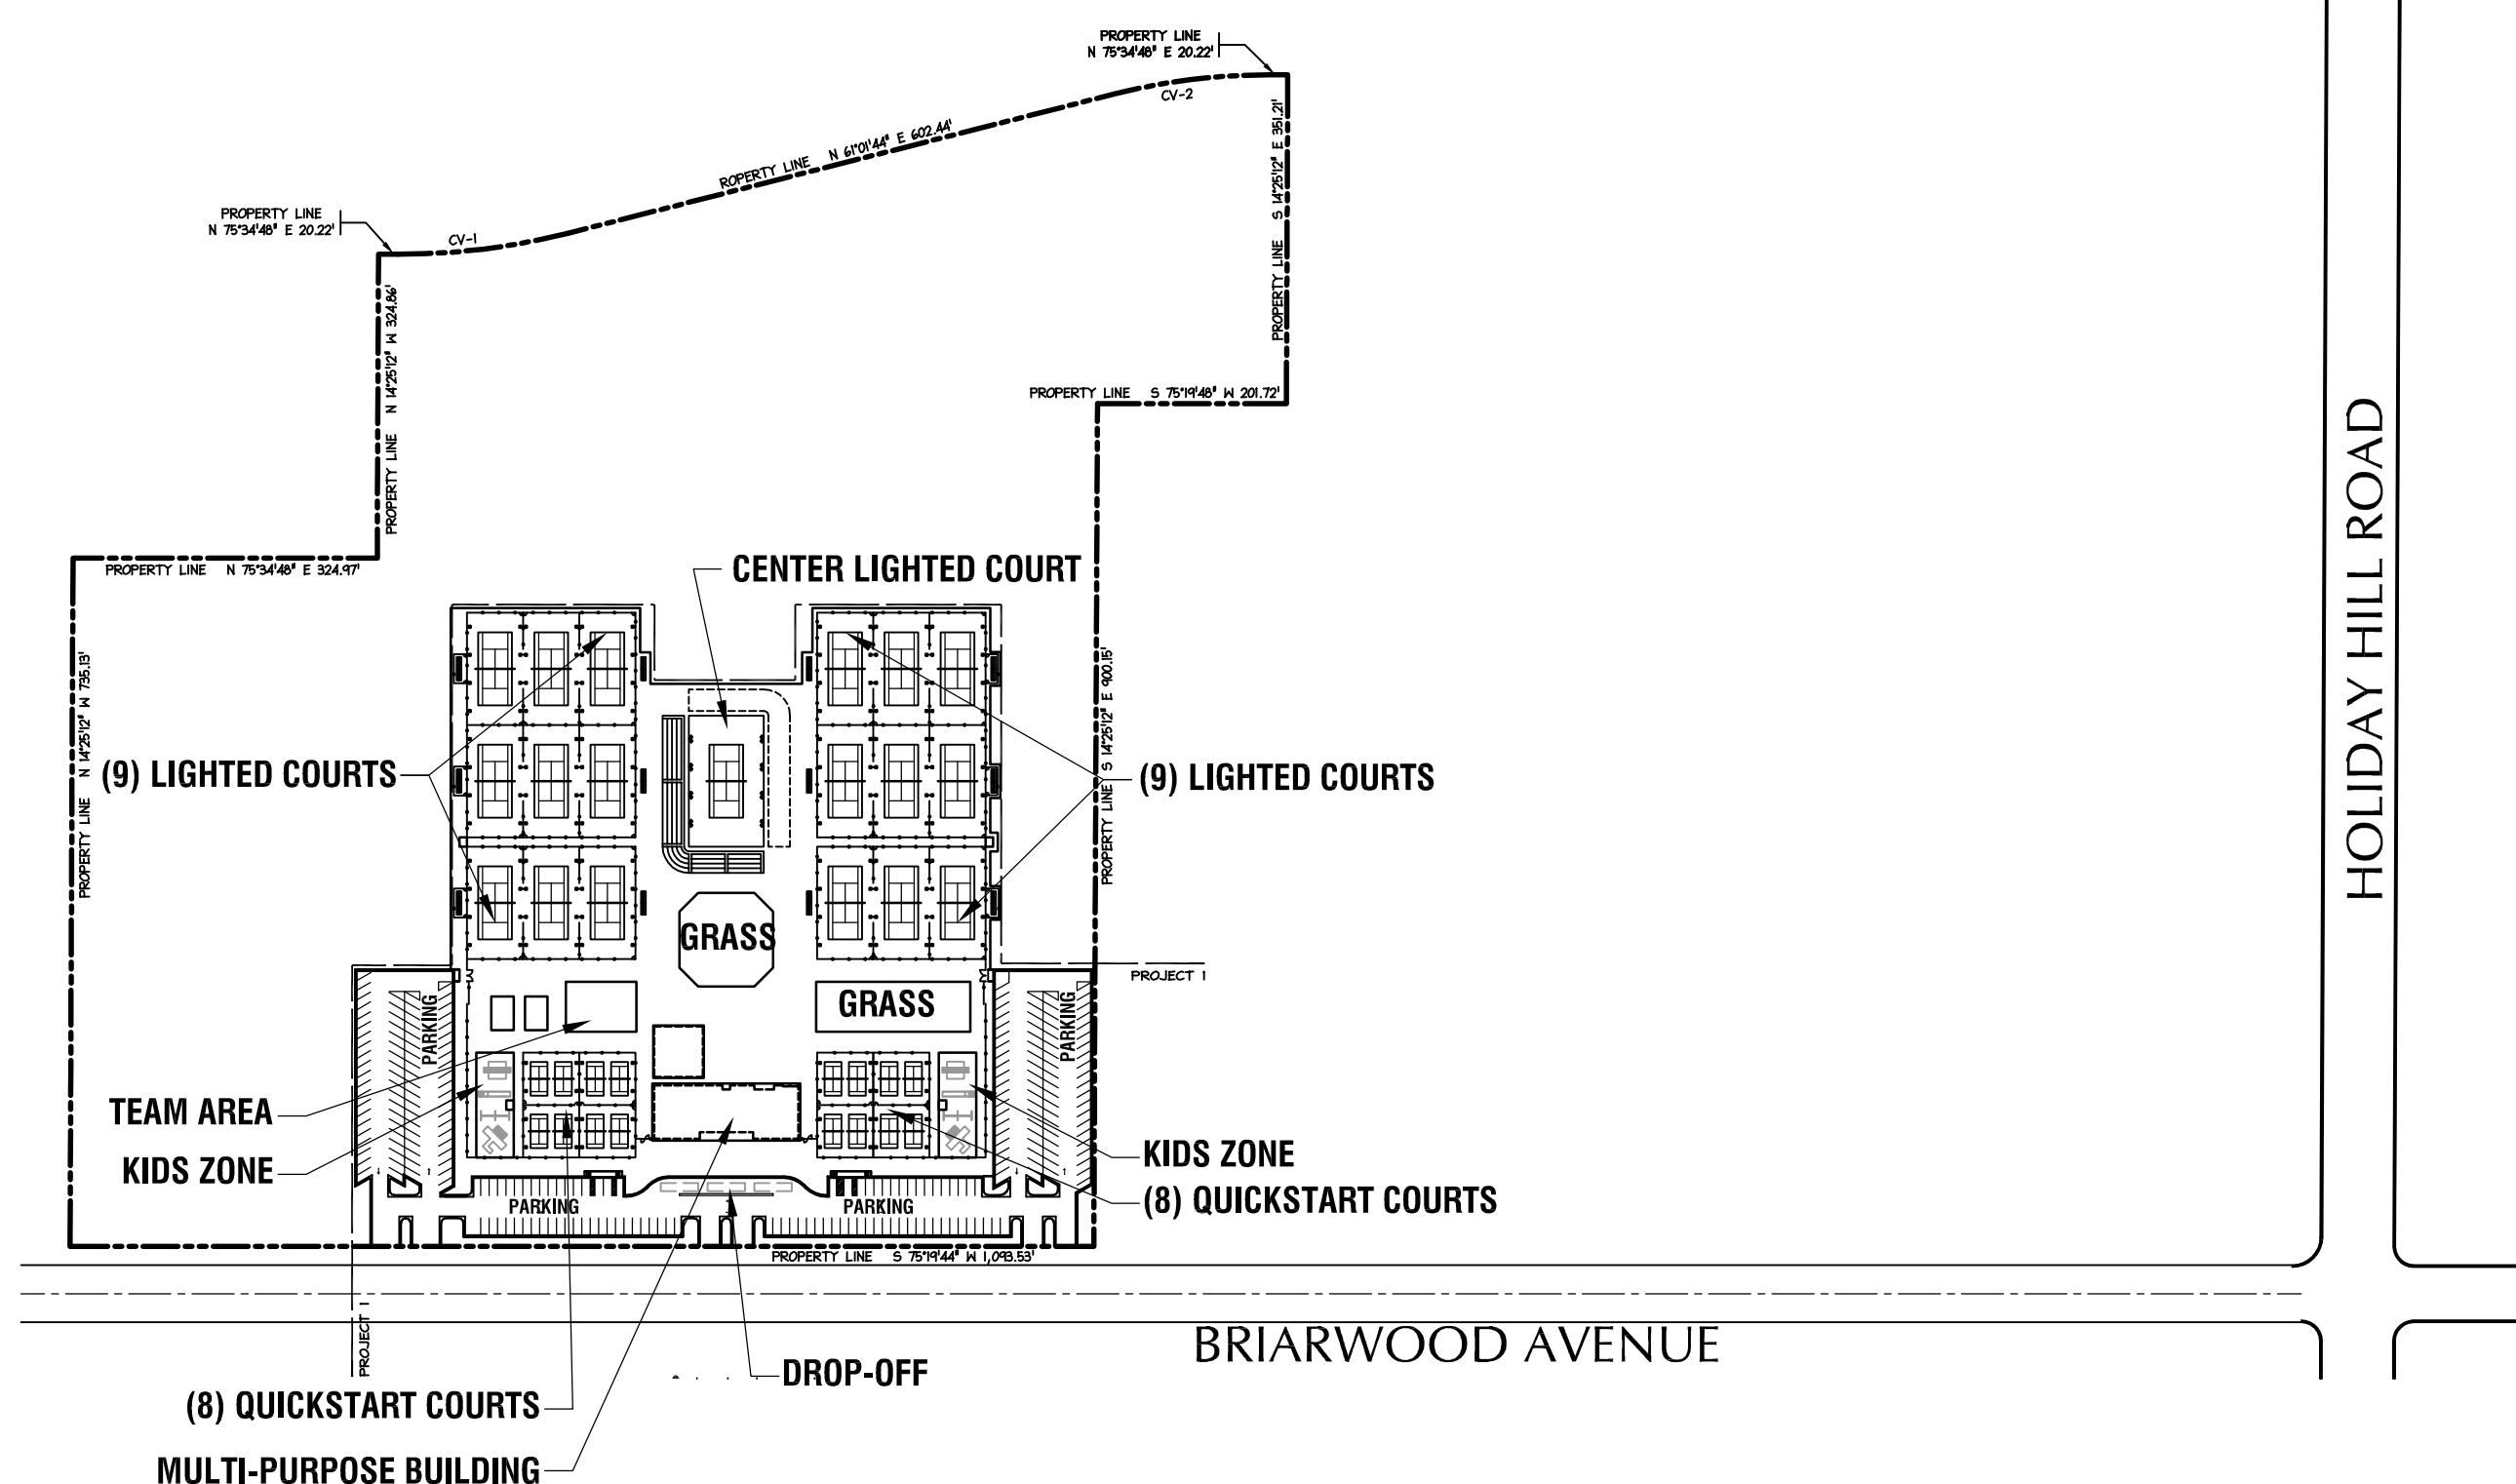 PROPERTY LINE
N 75°34'48" E 20.22'
CV-2
PROPERTY LINE S 14°25'12" E 351.21'
ROPERTY LINE N 61°01'44" E 602.44'
PROPERTY LINE
N 75°34'48" E 20.22'
CV-1
PROPERTY LINE N 14°25'12" W 324.86'
PROPERTY LINE S 75°19'48" W 201.72'
HOLIDAY HILL ROAD
CENTER LIGHTED COURT
PROPERTY LINE N 75°34'48" E 324.97'
PROPERTY LINE N 14°25'12" W 735.13'
PROPERTY LINE S 14°25'12" E 900.15'
(9) LIGHTED COURTS
(9) LIGHTED COURTS
GRASS
PROJECT 1
GRASS
PARKING
PARKING
TEAM AREA
KIDS ZONE
KIDS ZONE
(8) QUICKSTART COURTS
PARKING
PARKING
PROPERTY LINE S 75°19'44" W 1,093.53'
PROJECT 1
BRIARWOOD AVENUE
DROP-OFF
(8) QUICKSTART COURTS
MULTI-PURPOSE BUILDING